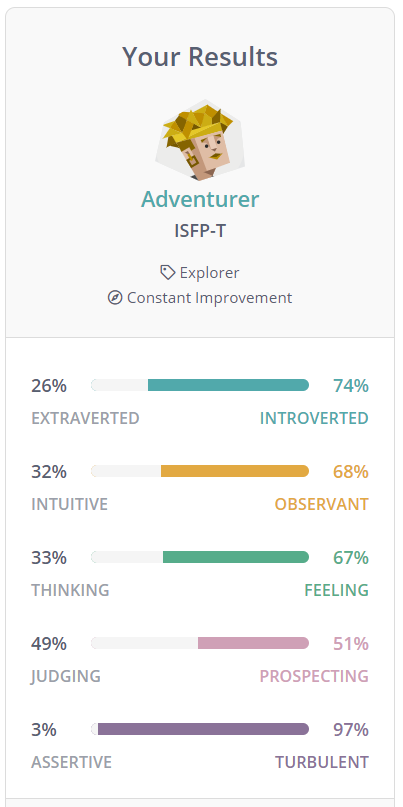 Your Results
Adventurer
ISFP-T
Explorer
Constant Improvement
26% 74%
EXTRAVERTED INTROVERTED
32% 68%
INTUITIVE OBSERVANT
33% 67%
THINKING FEELING
49% 51%
JUDGING PROSPECTING
3% 97%
ASSERTIVE TURBULENT